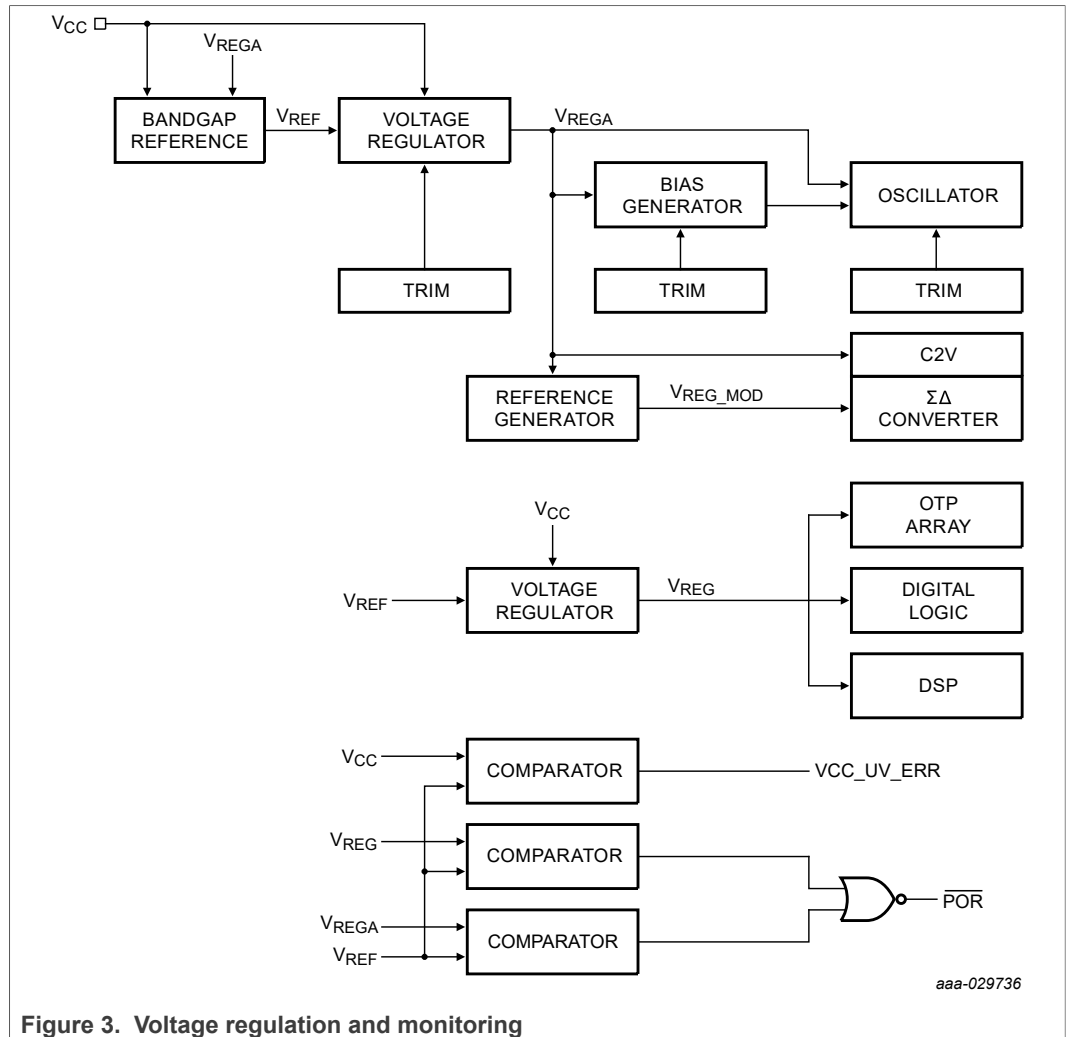 VCC
VREGA
BANDGAP
REFERENCE
VREF
VOLTAGE
REGULATOR
VREGA
BIAS
GENERATOR
OSCILLATOR
TRIM
TRIM
TRIM
C2V
REFERENCE
GENERATOR
VREG_MOD
ΣΔ
CONVERTER
VCC
OTP
ARRAY
VREF
VOLTAGE
REGULATOR
VREG
DIGITAL
LOGIC
DSP
VCC
COMPARATOR
VCC_UV_ERR
VREG
COMPARATOR
POR
VREGA
VREF
COMPARATOR
aaa-029736
Figure 3. Voltage regulation and monitoring